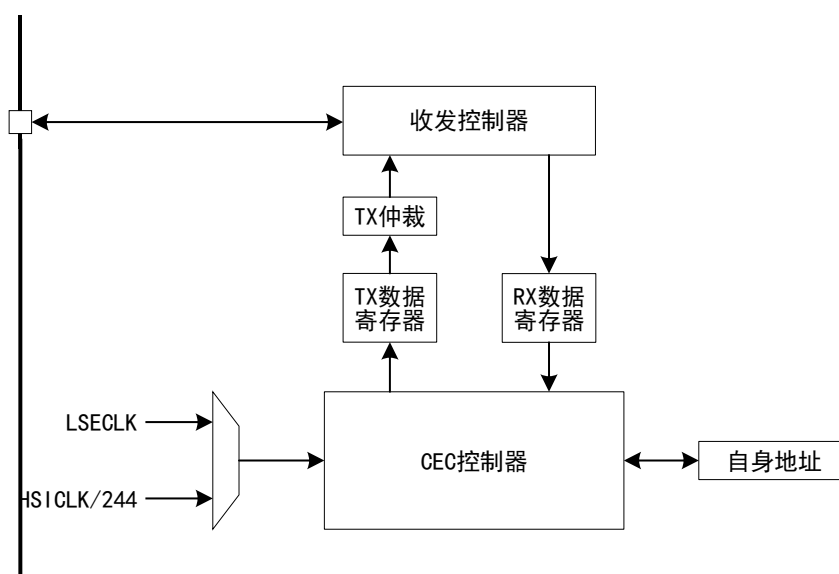 收发控制器
TX仲裁
TX数据
寄存器
RX数据
寄存器
LSECLK
CEC控制器
自身地址
HSICLK/244